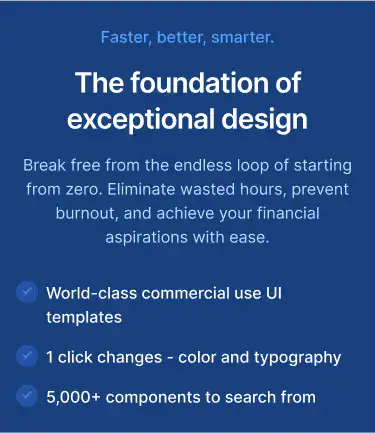 Faster, better, smarter.
The foundation of
exceptional design
Break free from the endless loop of starting
from zero. Eliminate wasted hours, prevent
burnout, and achieve your financial
aspirations with ease.
World-class commercial use UI
templates
1 click changes - color and typography
5,000+ components to search from